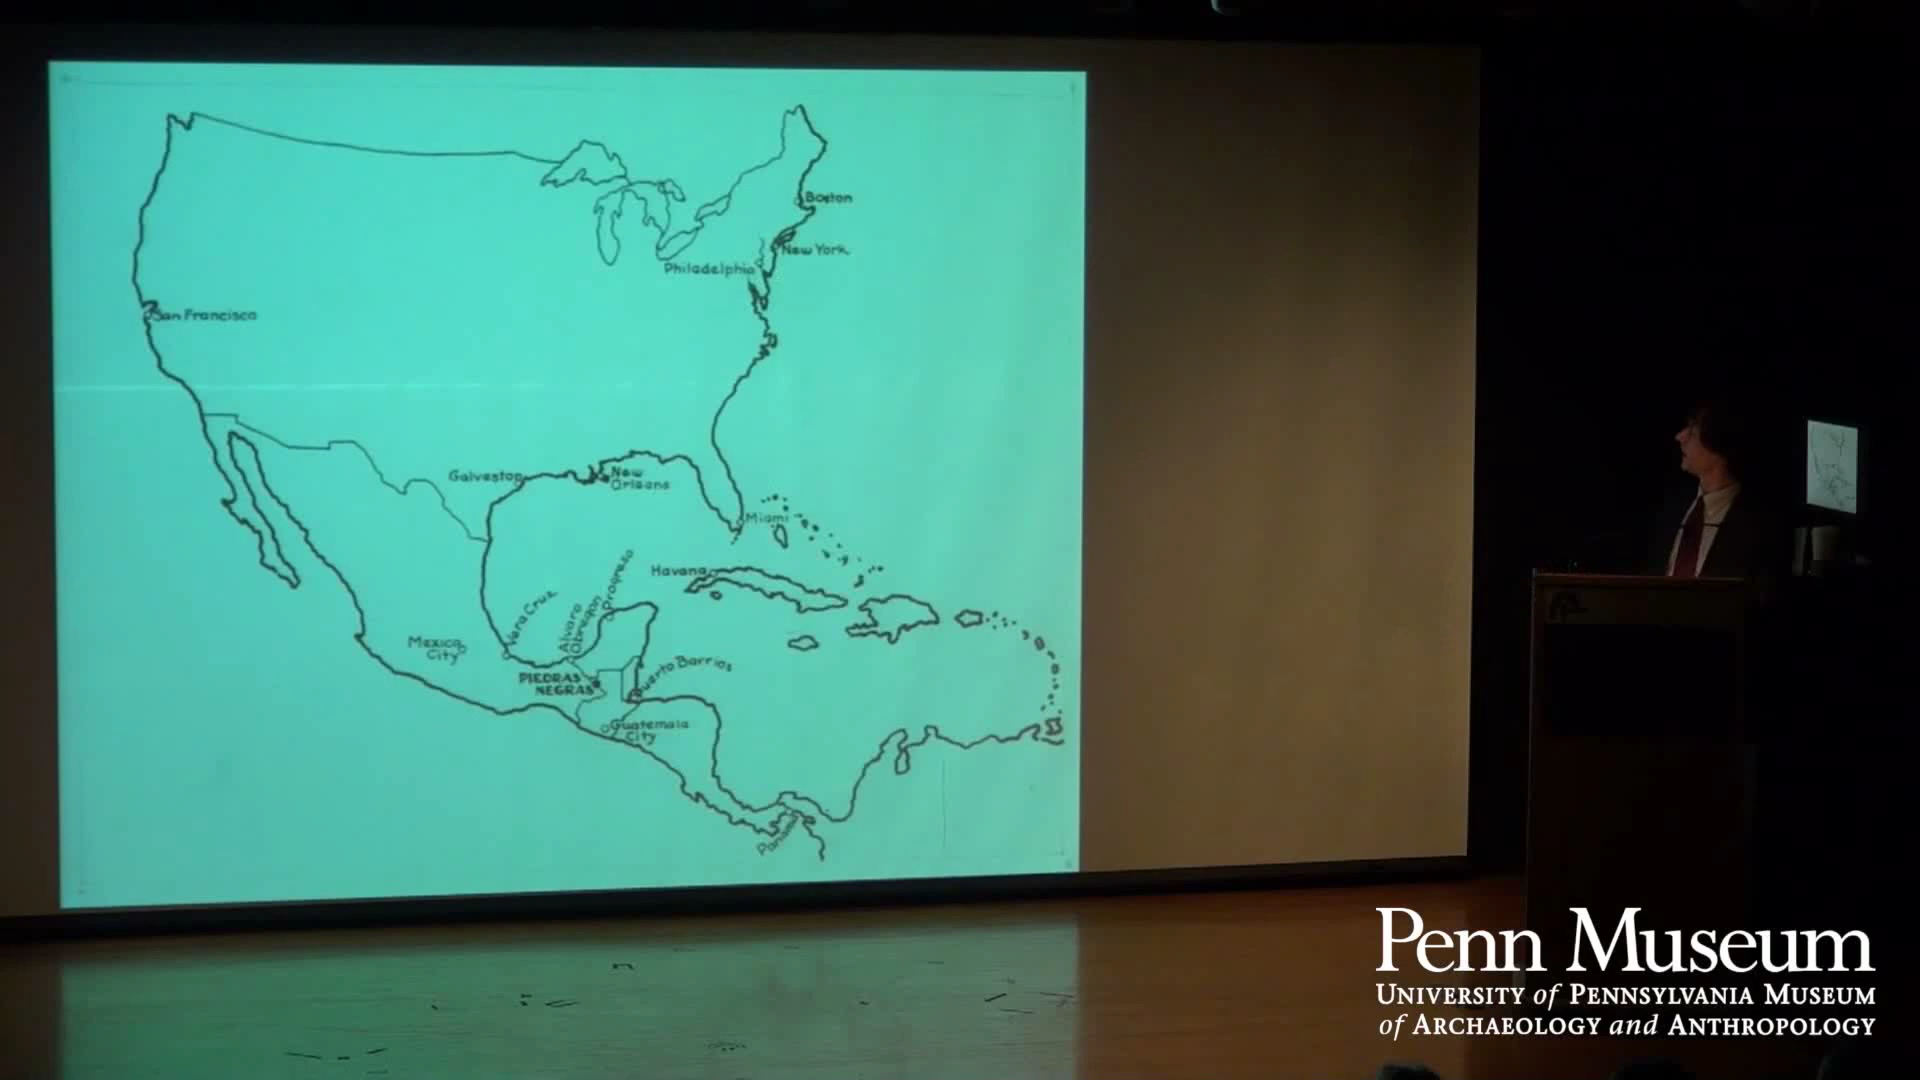 Boston
New York
Philadelphia
San Francisco
Galveston
New
Orleans
Miami
Havana
Progreso
Alvaro
Obregon
Vera Cruz
Mexico
City
PIEDRAS
NEGRAS
Puerto Barrios
Guatemala
City
Panama
Penn Museum
UNIVERSITY of PENNSYLVANIA MUSEUM
of ARCHAEOLOGY and ANTHROPOLOGY